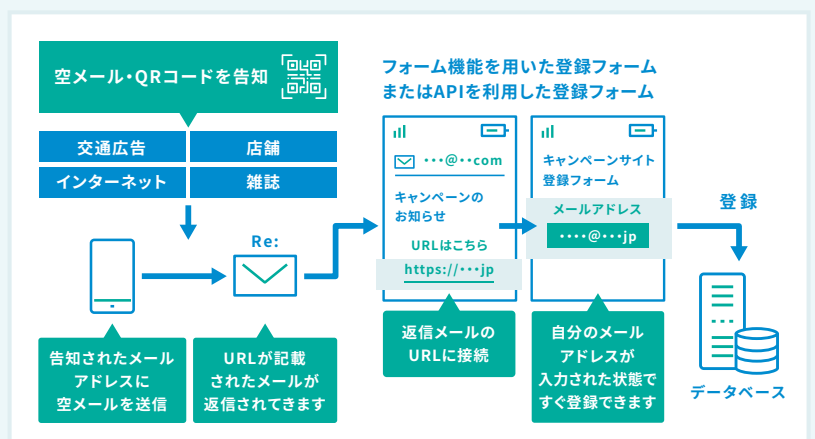 空メール・QRコードを告知
交通広告
店舗
インターネット
雑誌
Re:
告知されたメール
アドレスに
空メールを送信
URLが記載
されたメールが
返信されてきます
フォーム機能を用いた登録フォーム
またはAPIを利用した登録フォーム
・・・@・・com
キャンペーンの
お知らせ
URLはこちら
https://・・・jp
返信メールの
URLに接続
キャンペーンサイト
登録フォーム
メールアドレス
・・・・@・・・jp
自分のメール
アドレスが
入力された状態で
すぐ登録できます
登録
データベース